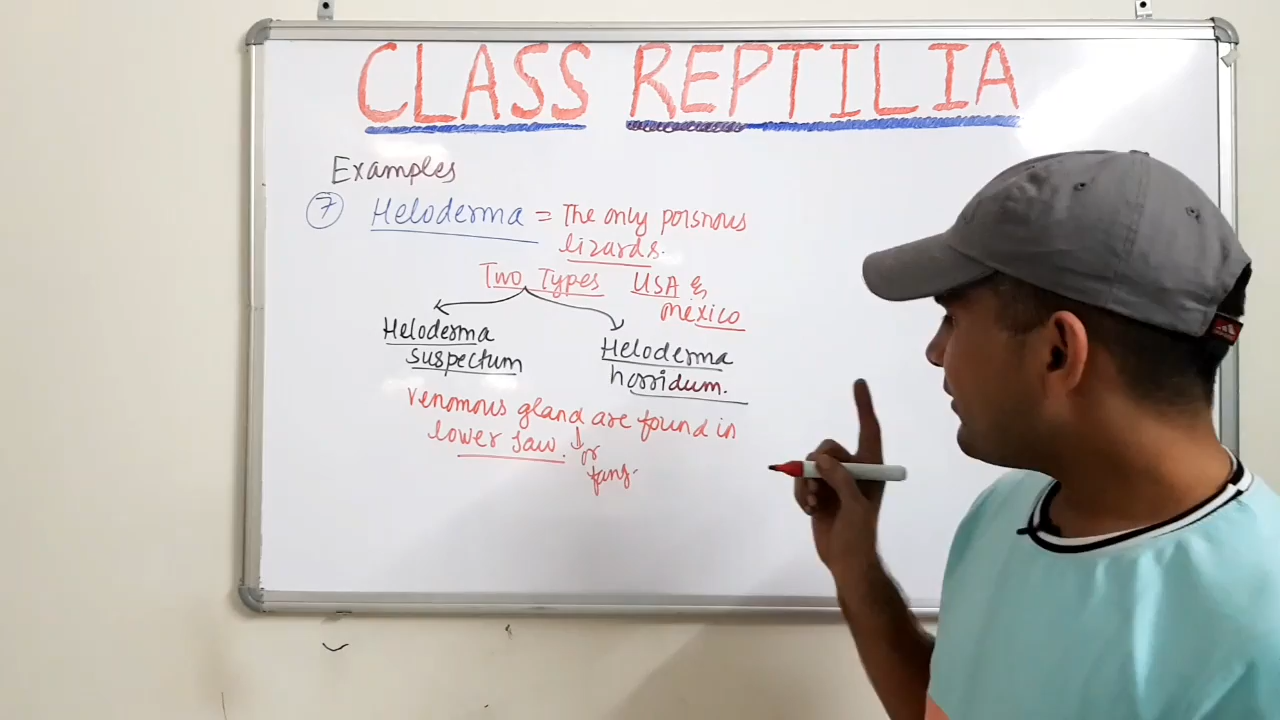 CLASS REPTILIA
Examples
7 Heloderma = The only poisnous
lizards.
Two Types USA &
mexico
Heloderma
suspectum
Heloderma
horridum.
venomous gland are found in
lower Jaw.
or
fang.